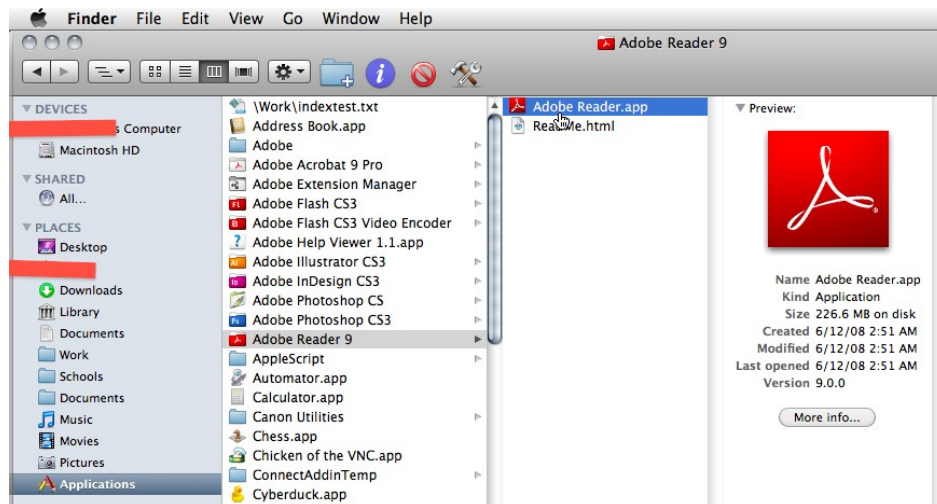 Finder File Edit View Go Window Help
Adobe Reader 9
DEVICES
s Computer
Macintosh HD
SHARED
All...
PLACES
Desktop
Downloads
Library
Documents
Work
Schools
Documents
Music
Movies
Pictures
Applications
\Work\indextest.txt
Address Book.app
Adobe
Adobe Acrobat 9 Pro
Adobe Extension Manager
Adobe Flash CS3
Adobe Flash CS3 Video Encoder
Adobe Help Viewer 1.1.app
Adobe Illustrator CS3
Adobe InDesign CS3
Adobe Photoshop CS
Adobe Photoshop CS3
Adobe Reader 9
AppleScript
Automator.app
Calculator.app
Canon Utilities
Chess.app
Chicken of the VNC.app
ConnectAddinTemp
Cyberduck.app
Adobe Reader.app
ReadMe.html
Preview:
Name Adobe Reader.app
Kind Application
Size 226.6 MB on disk
Created 6/12/08 2:51 AM
Modified 6/12/08 2:51 AM
Last opened 6/12/08 2:51 AM
Version 9.0.0
More info...